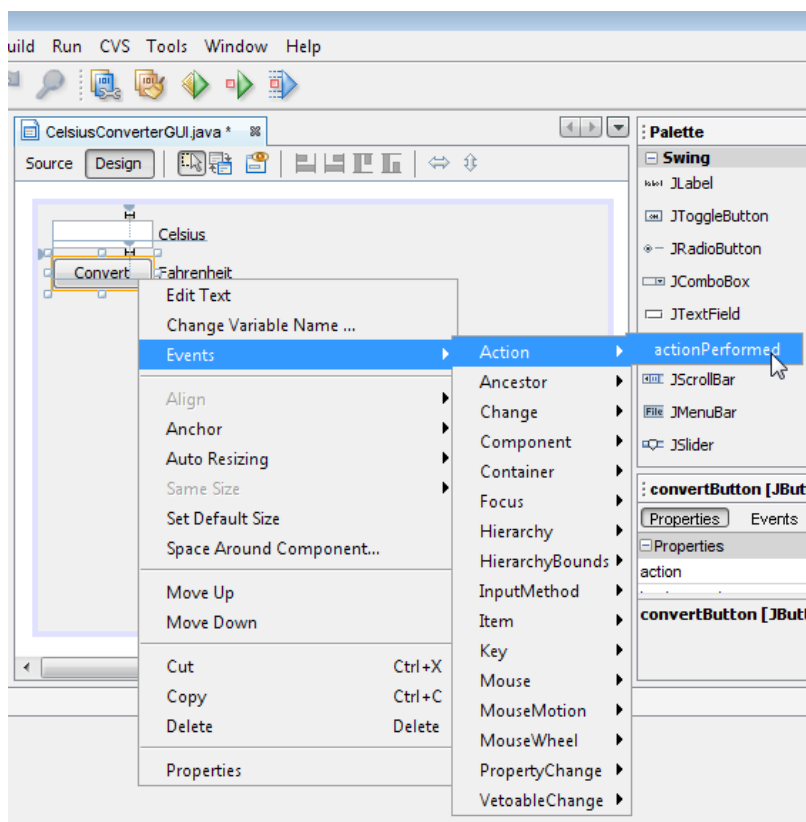 uild Run CVS Tools Window Help
CelsiusConverterGUI.java *
Source Design
Celsius
Convert Fahrenheit
Edit Text
Change Variable Name ...
Events
Align
Anchor
Auto Resizing
Same Size
Set Default Size
Space Around Component...
Move Up
Move Down
Cut Ctrl+X
Copy Ctrl+C
Delete Delete
Properties
Action
Ancestor
Change
Component
Container
Focus
Hierarchy
HierarchyBounds
InputMethod
Item
Key
Mouse
MouseMotion
MouseWheel
PropertyChange
VetoableChange
actionPerformed
Palette
Swing
label JLabel
JToggleButton
JRadioButton
JComboBox
JTextField
JScrollBar
File JMenuBar
JSlider
convertButton [JBut
Properties Events
Properties
action
convertButton [JBut